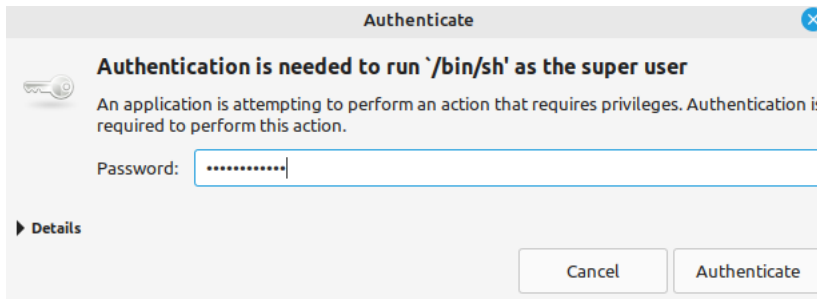 Authenticate
Authentication is needed to run `/bin/sh' as the super user
An application is attempting to perform an action that requires privileges. Authentication is
required to perform this action.
Password: ••••••••••••
Details
Cancel
Authenticate